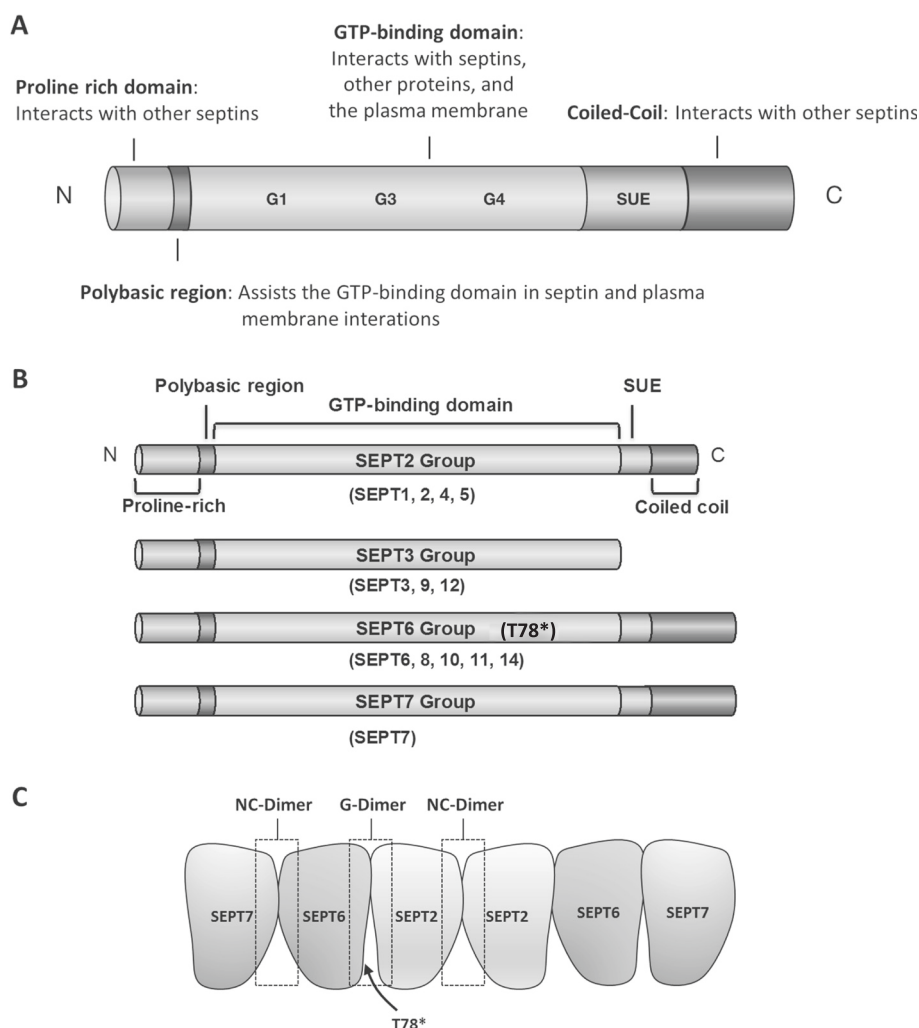 A
GTP-binding domain:
Interacts with septins,
other proteins, and
the plasma membrane
Proline rich domain:
Interacts with other septins
Coiled-Coil: Interacts with other septins
N
G1
G3
G4
SUE
C
Polybasic region: Assists the GTP-binding domain in septin and plasma
membrane interations
B
Polybasic region
SUE
GTP-binding domain
N
SEPT2 Group
C
(SEPT1, 2, 4, 5)
Proline-rich
Coiled coil
SEPT3 Group
(SEPT3, 9, 12)
SEPT6 Group (T78*)
(SEPT6, 8, 10, 11, 14)
SEPT7 Group
(SEPT7)
C
NC-Dimer
G-Dimer
NC-Dimer
SEPT7
SEPT6
SEPT2
SEPT2
SEPT6
SEPT7
T78*